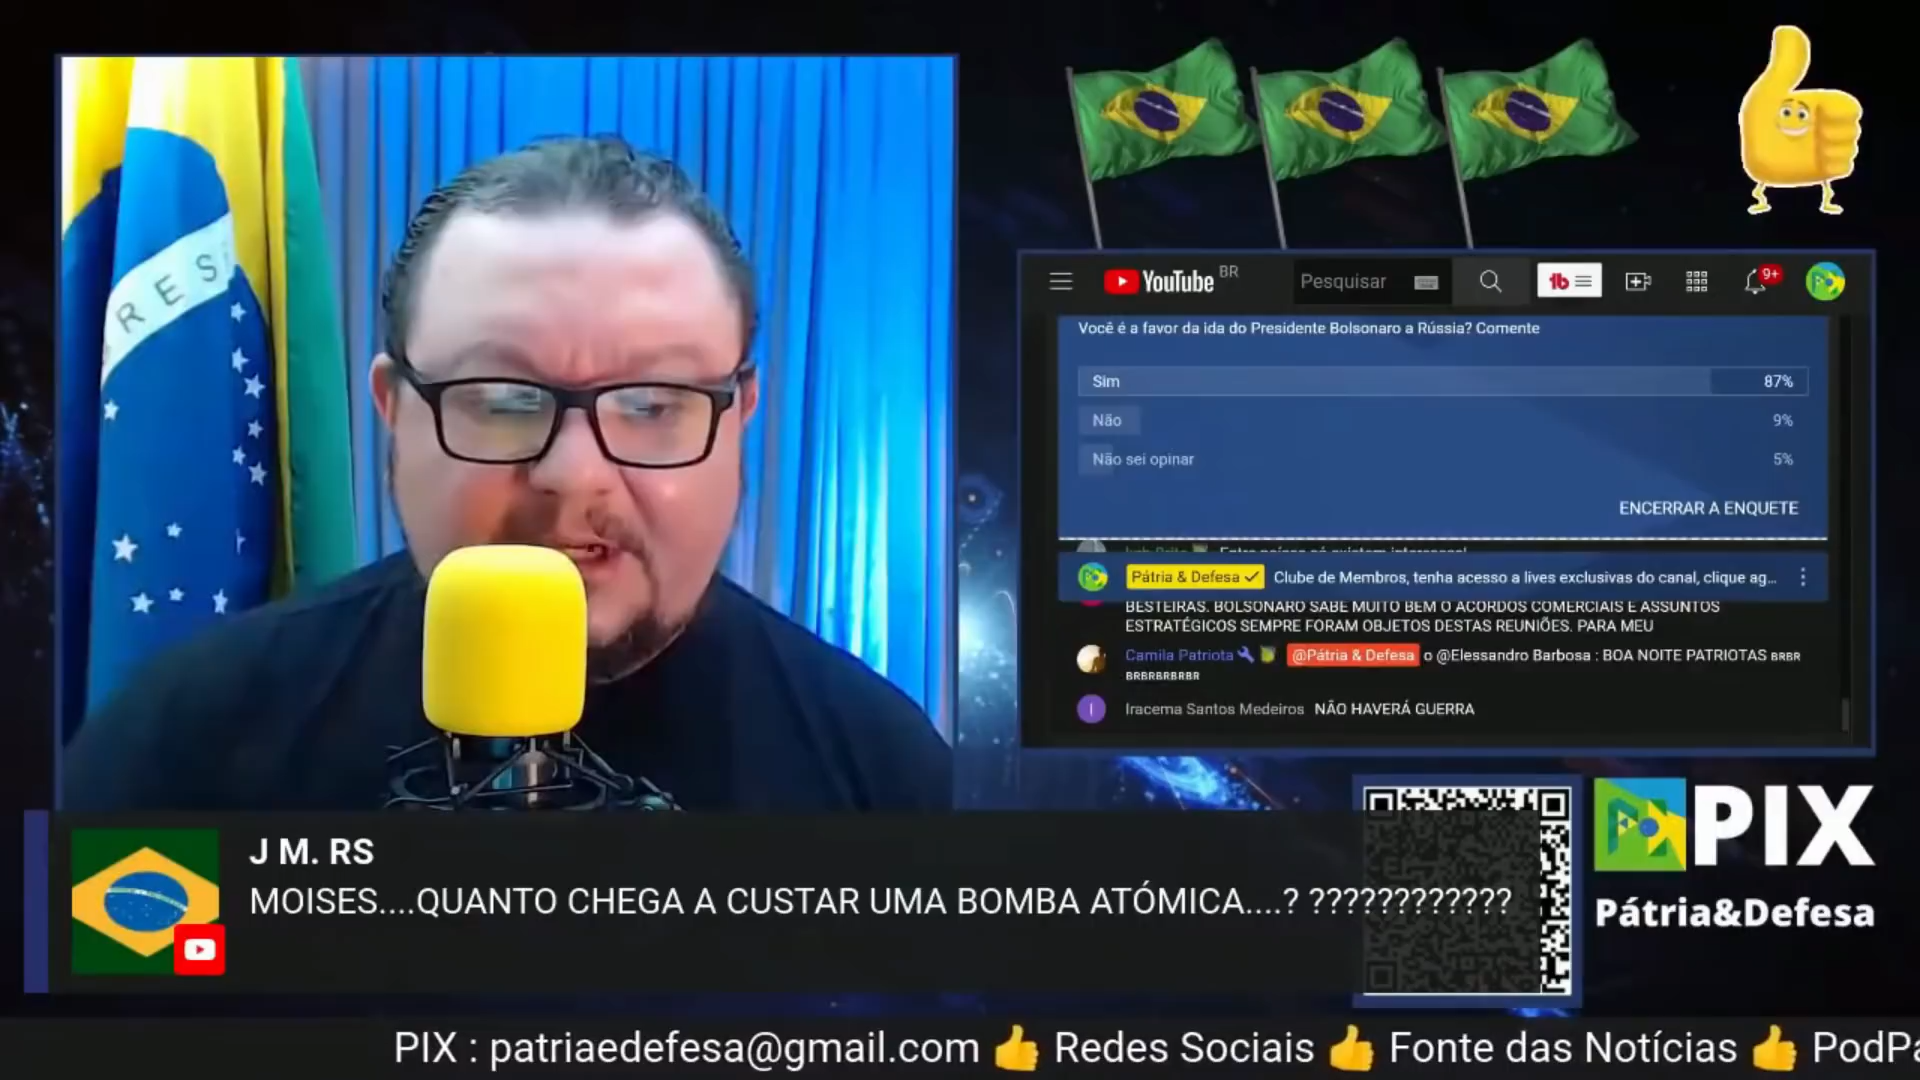 RES
YouTube BR
Pesquisar
9+
Você é a favor da ida do Presidente Bolsonaro a Rússia? Comente
Sim 87%
Não 9%
Não sei opinar 5%
ENCERRAR A ENQUETE
Pátria & Defesa Clube de Membros, tenha acesso a lives exclusivas do canal, clique ag...
BESTEIRAS. BOLSONARO SABE MUITO BEM O ACORDOS COMERCIAIS E ASSUNTOS
ESTRATÉGICOS SEMPRE FORAM OBJETOS DESTAS REUNIÕES. PARA MEU
Camila Patriota @Pátria & Defesa o @Elessandro Barbosa : BOA NOITE PATRIOTAS BRBR
BRBRBRBRBR
I Iracema Santos Medeiros NÃO HAVERÁ GUERRA
J M. RS
MOISES....QUANTO CHEGA A CUSTAR UMA BOMBA ATÓMICA....? ????????????
PIX
Pátria&Defesa
PIX : patriaedefesa@gmail.com 👍 Redes Sociais 👍 Fonte das Notícias 👍 PodPa